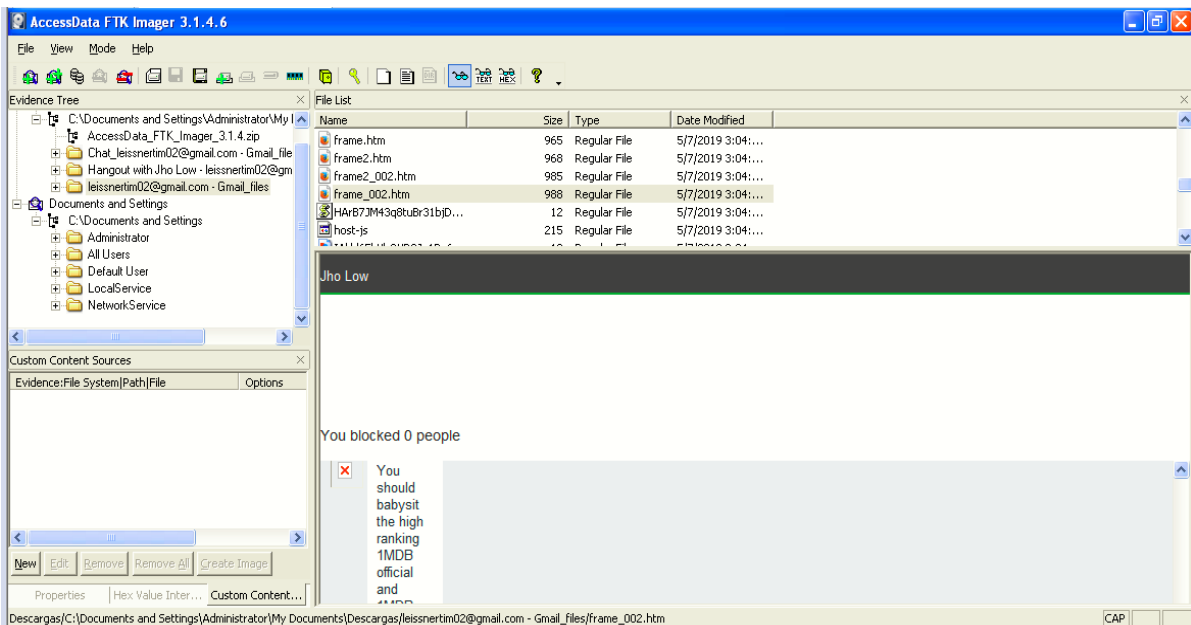 AccessData FTK Imager 3.1.4.6
File View Mode Help
TEXT HEX
Evidence Tree
C:\Documents and Settings\Administrator\My
AccessData_FTK_Imager_3.1.4.zip
Chat_leissnertim02@gmail.com - Gmail_file
Hangout with Jho Low - leissnertim02@gm
leissnertim02@gmail.com - Gmail_files
Documents and Settings
C:\Documents and Settings
Administrator
All Users
Default User
LocalService
NetworkService
Custom Content Sources
Evidence:File System|Path|File Options
New Edit Remove Remove All Create Image
Properties Hex Value Inter... Custom Content...
File List
Name Size Type Date Modified
frame.htm 965 Regular File 5/7/2019 3:04:...
frame2.htm 968 Regular File 5/7/2019 3:04:...
frame2_002.htm 985 Regular File 5/7/2019 3:04:...
frame_002.htm 988 Regular File 5/7/2019 3:04:...
HArB7JM43q8tuBr31bjD... 12 Regular File 5/7/2019 3:04:...
host-js 215 Regular File 5/7/2019 3:04:...
Jho Low
You blocked 0 people
You
should
babysit
the high
ranking
1MDB
official
and
1MDB
Descargas/C:\Documents and Settings\Administrator\My Documents\Descargas/leissnertim02@gmail.com - Gmail_files/frame_002.htm
CAP